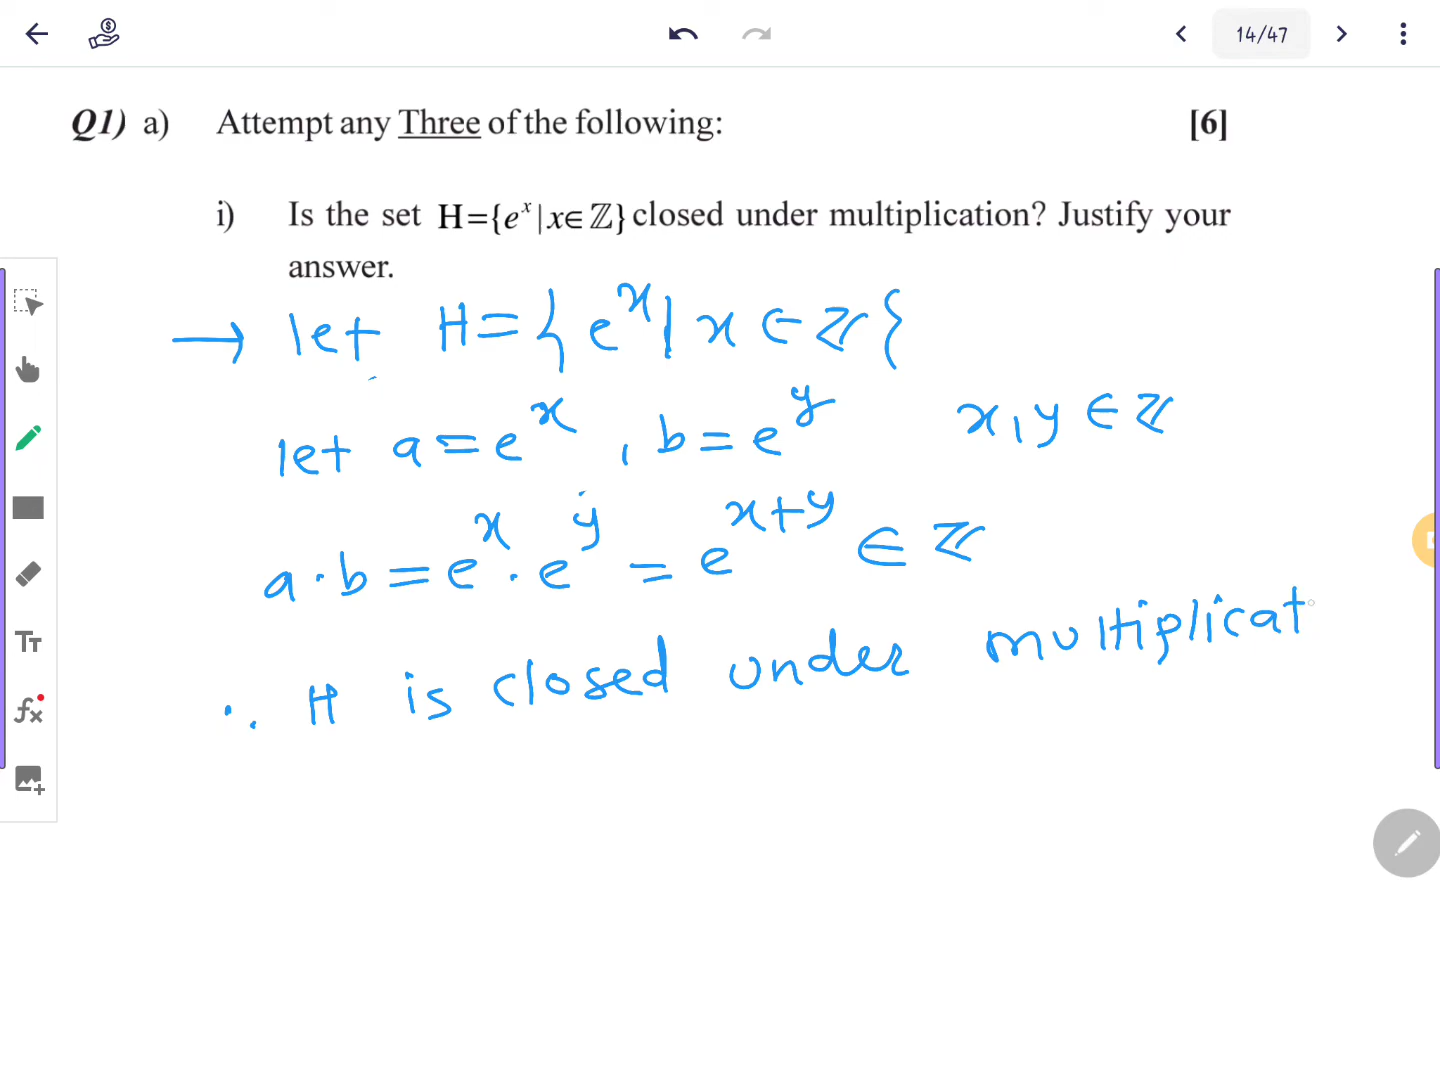 14/47
Q1) a) Attempt any Three of the following: [6]
i) Is the set H={e^x | x∈ℤ} closed under multiplication? Justify your
answer.
→ let H = { e^x | x ∈ ℤ {
let a = e^x , b = e^y x, y ∈ ℤ
a · b = e^x · e^y = e^x+y ∈ ℤ
∴ H is closed under multiplicat
Tт
fx